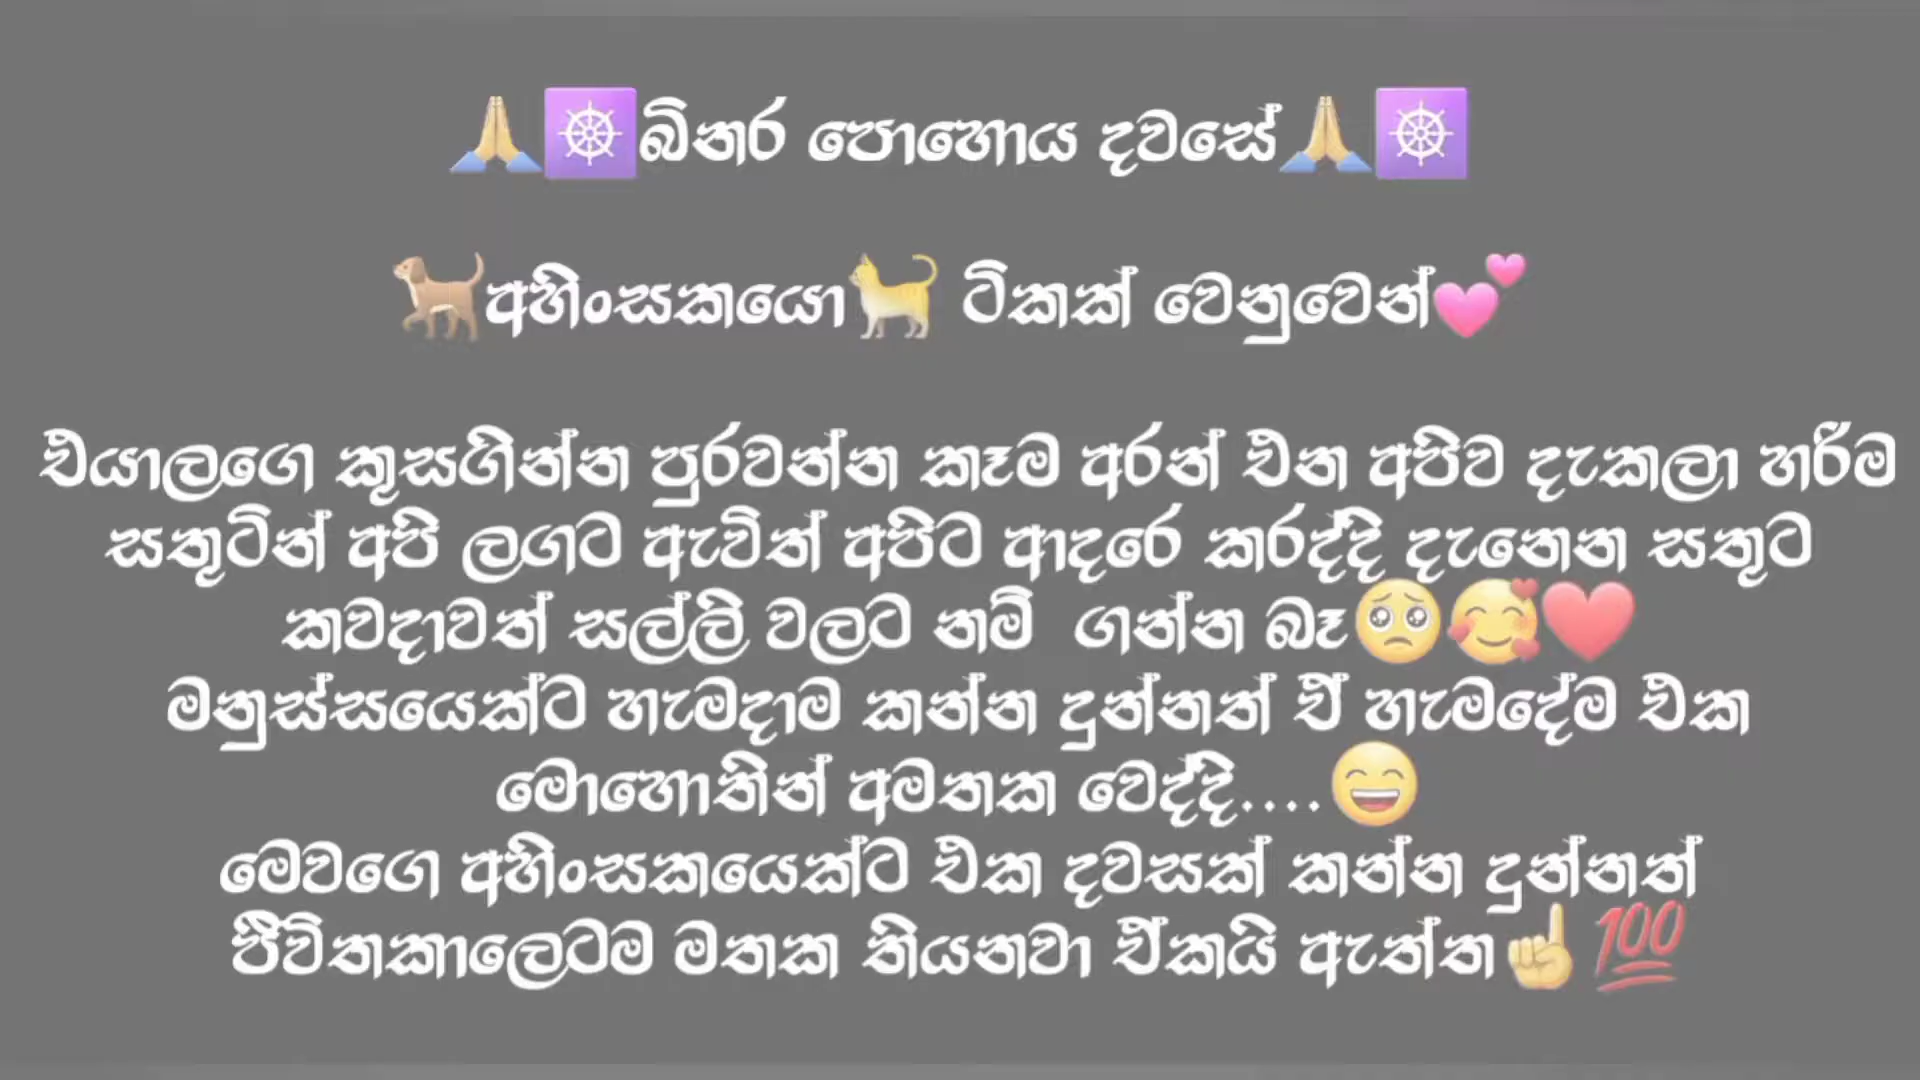 🙏☸️බිනර පොහොය දවසේ🙏☸️
🐕අහිංසකයො🐈 ටිකක් වෙනුවෙන්💕
එයාලගෙ කුසගින්න පුරවන්න කෑම අරන් එන අපිව දැකලා හරිම
සතුටින් අපි ලගට ඇවිත් අපිට ආදරෙ කරද්දි දැනෙන සතුට
කවදාවත් සල්ලි වලට නම් ගන්න බෑ🥺🥰❤️
මනුස්සයෙක්ට හැමදාම කන්න දුන්නත් ඒ හැමදේම එක
මොහොතින් අමතක වෙද්දි....😄
මෙවගෙ අහිංසකයෙක්ට එක දවසක් කන්න දුන්නත්
ජීවිතකාලෙටම මතක තියනවා ඒකයි ඇත්ත☝️💯